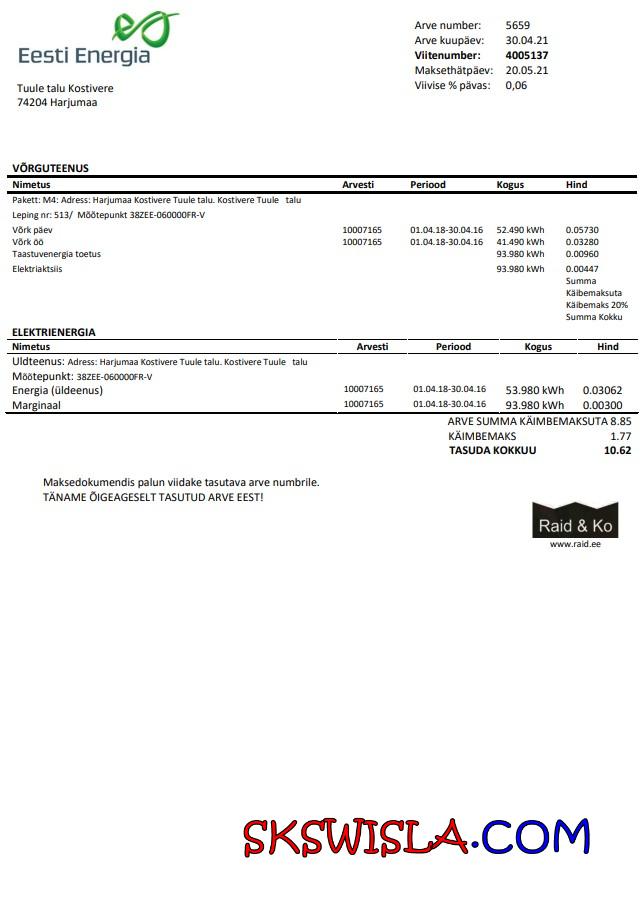 Eesti Energia
Tuule talu Kostivere
74204 Harjumaa
Arve number: 5659
Arve kuupäev: 30.04.21
Viitenumber: 4005137
Maksethätpäev: 20.05.21
Viivise % pävas: 0,06
VÕRGUTEENUS
Nimetus Arvesti Periood Kogus Hind
Pakett: M4: Adress: Harjumaa Kostivere Tuule talu. Kostivere Tuule talu
Leping nr: 513/ Mõõtepunkt 38ZEE-060000FR-V
Võrk päev 10007165 01.04.18-30.04.16 52.490 kWh 0.05730
Võrk öö 10007165 01.04.18-30.04.16 41.490 kWh 0.03280
Taastuvenergia toetus 93.980 kWh 0.00960
Elektriaktsiis 93.980 kWh 0.00447
Summa
Käibemaksuta
Käibemaks 20%
Summa Kokku
ELEKTRIENERGIA
Nimetus Arvesti Periood Kogus Hind
Uldteenus: Adress: Harjumaa Kostivere Tuule talu. Kostivere Tuule talu
Möötepunkt: 38ZEE-060000FR-V
Energia (üldeenus) 10007165 01.04.18-30.04.16 53.980 kWh 0.03062
Marginaal 10007165 01.04.18-30.04.16 93.980 kWh 0.00300
ARVE SUMMA KÄIMBEMAKSUTA 8.85
KÄIMBEMAKS 1.77
TASUDA KOKKUU 10.62
Maksedokumendis palun viidake tasutava arve numbrile.
TÄNAME ÕIGEAGESELT TASUTUD ARVE EEST!
Raid & Ko
www.raid.ee
SKSWISLA.COM